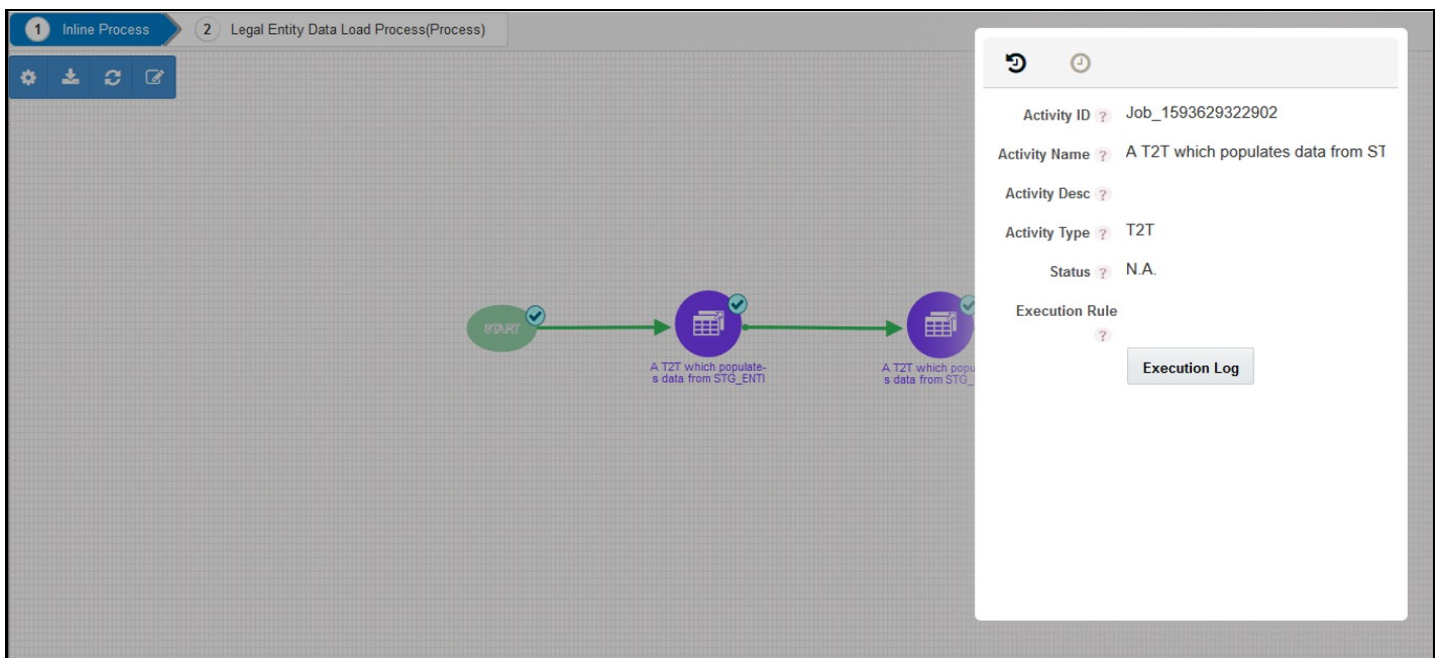 1 Inline Process 2 Legal Entity Data Load Process(Process)
Activity ID ? Job_1593629322902
Activity Name ? A T2T which populates data from ST
Activity Desc ?
Activity Type ? T2T
Status ? N.A.
Execution Rule
?
Execution Log
START
A T2T which populate-
s data from STG_ENTI
A T2T which popu
s data from STG_